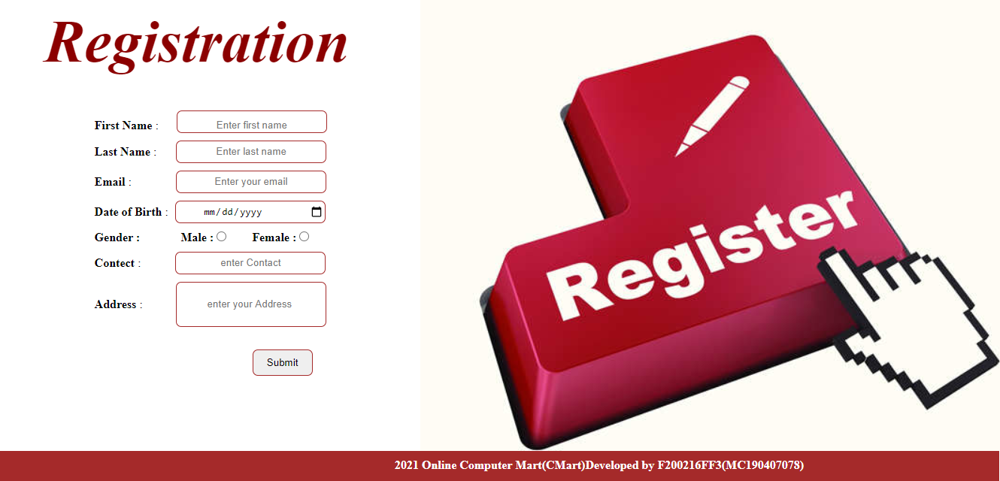 Registration
First Name :
Enter first name
Last Name :
Enter last name
Email :
Enter your email
Date of Birth :
mm/dd/yyyy
Gender : Male : Female :
Contect :
enter Contact
Address :
enter your Address
Submit
Register
2021 Online Computer Mart(CMart)Developed by F200216FF3(MC190407078)